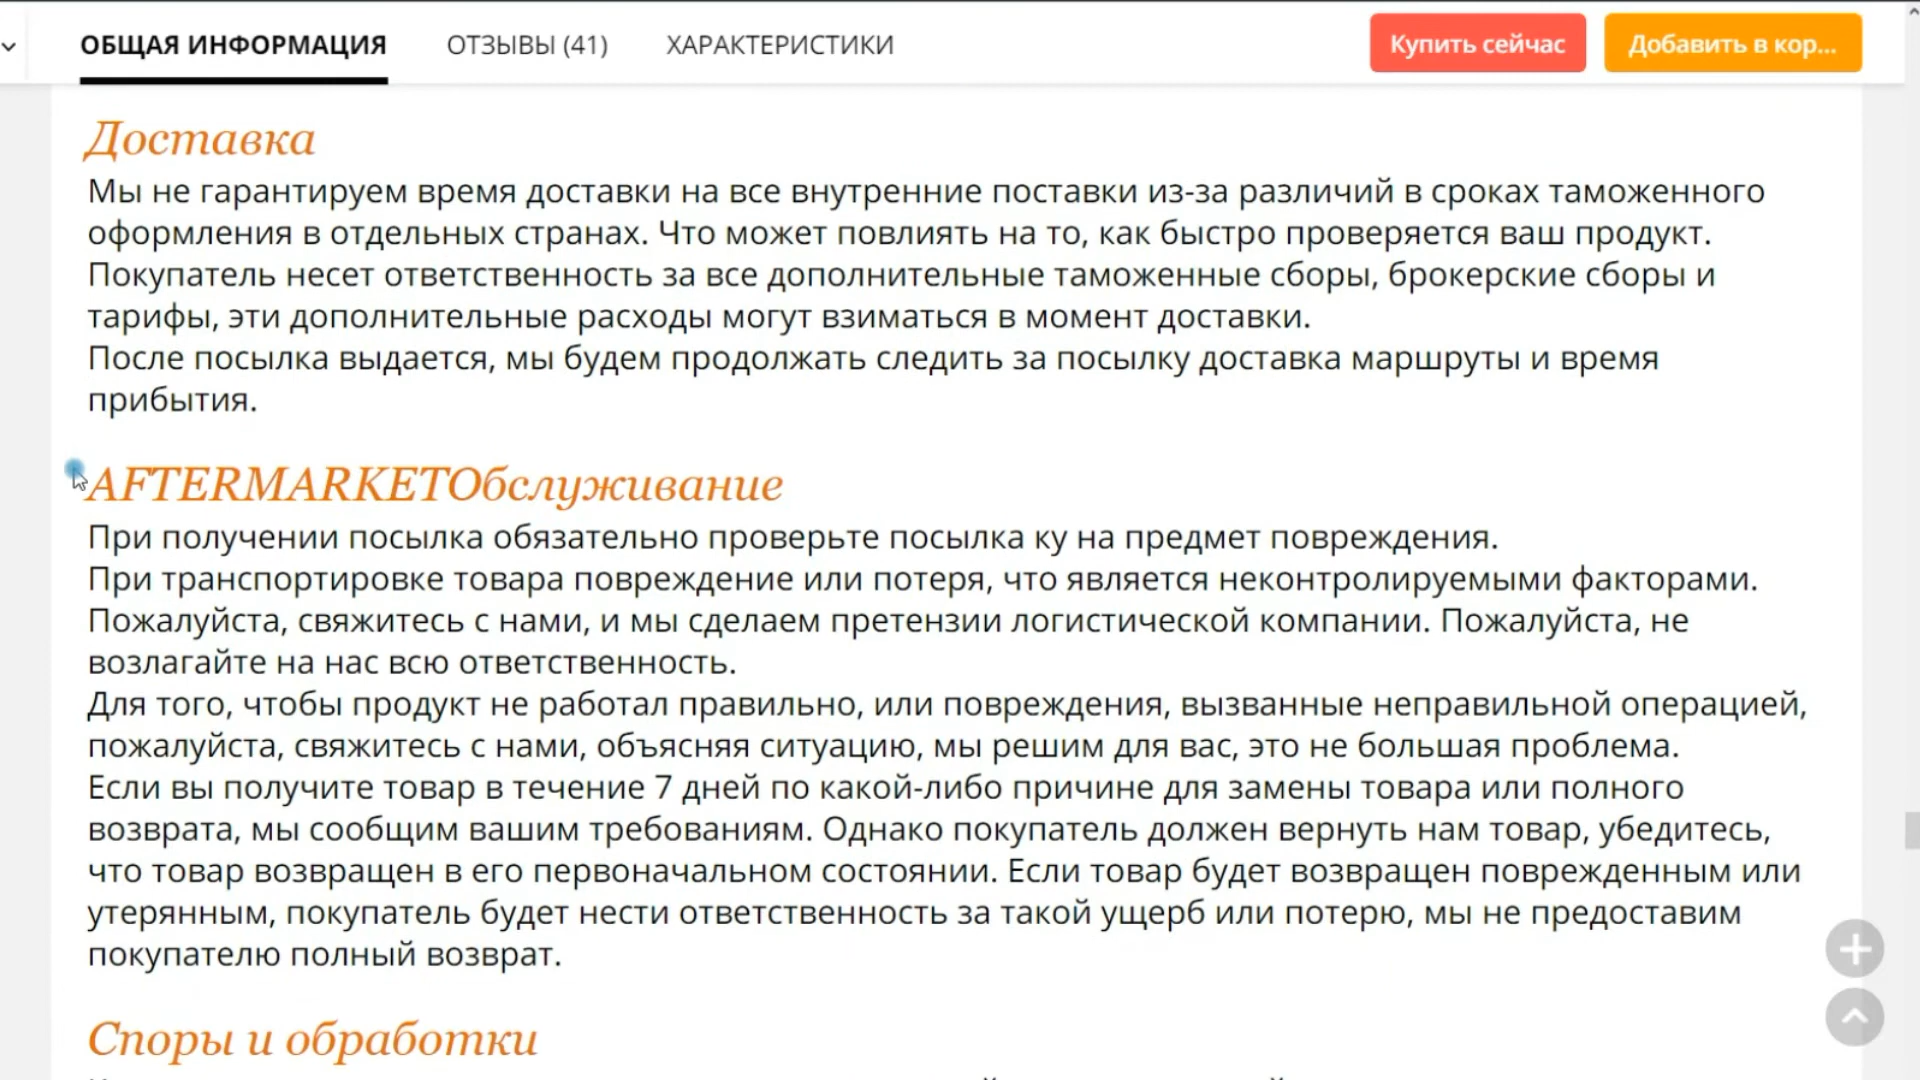 ОБЩАЯ ИНФОРМАЦИЯ ОТЗЫВЫ (41) ХАРАКТЕРИСТИКИ Купить сейчас Добавить в кор...
Доставка
Мы не гарантируем время доставки на все внутренние поставки из-за различий в сроках таможенного
оформления в отдельных странах. Что может повлиять на то, как быстро проверяется ваш продукт.
Покупатель несет ответственность за все дополнительные таможенные сборы, брокерские сборы и
тарифы, эти дополнительные расходы могут взиматься в момент доставки.
После посылка выдается, мы будем продолжать следить за посылку доставка маршруты и время
прибытия.
AFTERMARKETОбслуживание
При получении посылка обязательно проверьте посылка ку на предмет повреждения.
При транспортировке товара повреждение или потеря, что является неконтролируемыми факторами.
Пожалуйста, свяжитесь с нами, и мы сделаем претензии логистической компании. Пожалуйста, не
возлагайте на нас всю ответственность.
Для того, чтобы продукт не работал правильно, или повреждения, вызванные неправильной операцией,
пожалуйста, свяжитесь с нами, объясняя ситуацию, мы решим для вас, это не большая проблема.
Если вы получите товар в течение 7 дней по какой-либо причине для замены товара или полного
возврата, мы сообщим вашим требованиям. Однако покупатель должен вернуть нам товар, убедитесь,
что товар возвращен в его первоначальном состоянии. Если товар будет возвращен поврежденным или
утерянным, покупатель будет нести ответственность за такой ущерб или потерю, мы не предоставим
покупателю полный возврат.
Споры и обработки